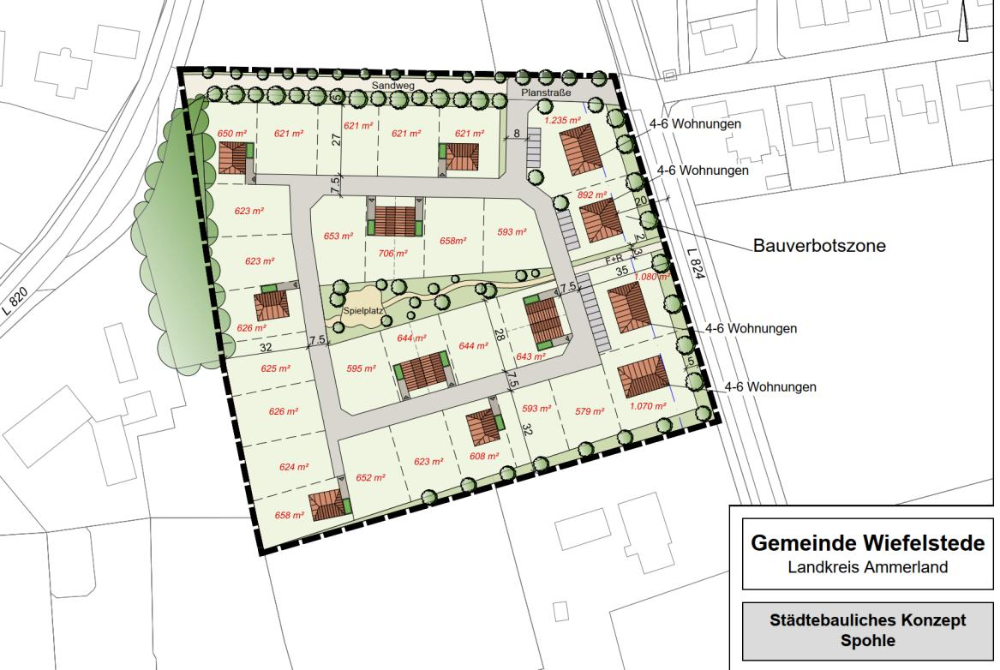 Sandweg
Planstraße
5
650 m²
621 m²
621 m²
621 m²
621 m²
1.235 m²
4-6 Wohnungen
27
8
4-6 Wohnungen
7.5
892 m²
20
623 m²
653 m²
706 m²
658m²
593 m²
Bauverbotszone
2
3
F+R
35
1.080 m²
L 824
623 m²
L 820
Spielplatz
7.5
626 m²
4-6 Wohnungen
32
7.5
644 m²
644 m²
28
643 m²
5
625 m²
595 m²
7.5
4-6 Wohnungen
626 m²
593 m²
579 m²
1.070 m²
32
624 m²
652 m²
623 m²
608 m²
658 m²
Gemeinde Wiefelstede
Landkreis Ammerland
Städtebauliches Konzept
Spohle